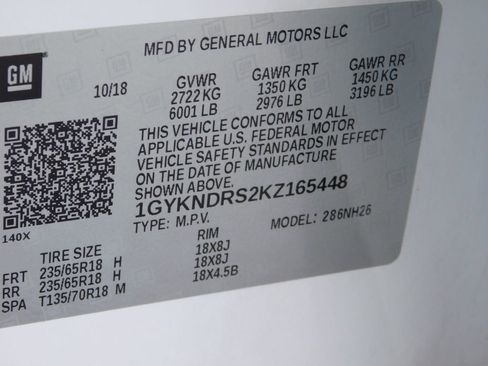 MFD BY GENERAL MOTORS LLC
GM
10/18 GVWR GAWR FRT GAWR RR
2722 KG 1350 KG 1450 KG
6001 LB 2976 LB 3196 LB
THIS VEHICLE CONFORMS TO ALL
APPLICABLE U.S. FEDERAL MOTOR
VEHICLE SAFETY STANDARDS IN EFFECT
ON THE DATE OF MANUFACTURE
SHOWN ABOVE.
1GYKNDRS2KZ165448
TYPE: M.P.V. MODEL: 286NH26
140X
TIRE SIZE RIM
FRT 235/65R18 H 18X8J
RR 235/65R18 H 18X8J
SPA T135/70R18 M 18X4.5B